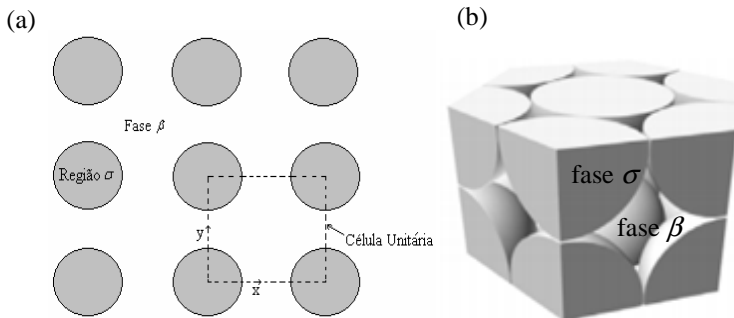 (a)
Fase β
Região σ
Célula Unitária
y
x
(b)
fase σ
fase β